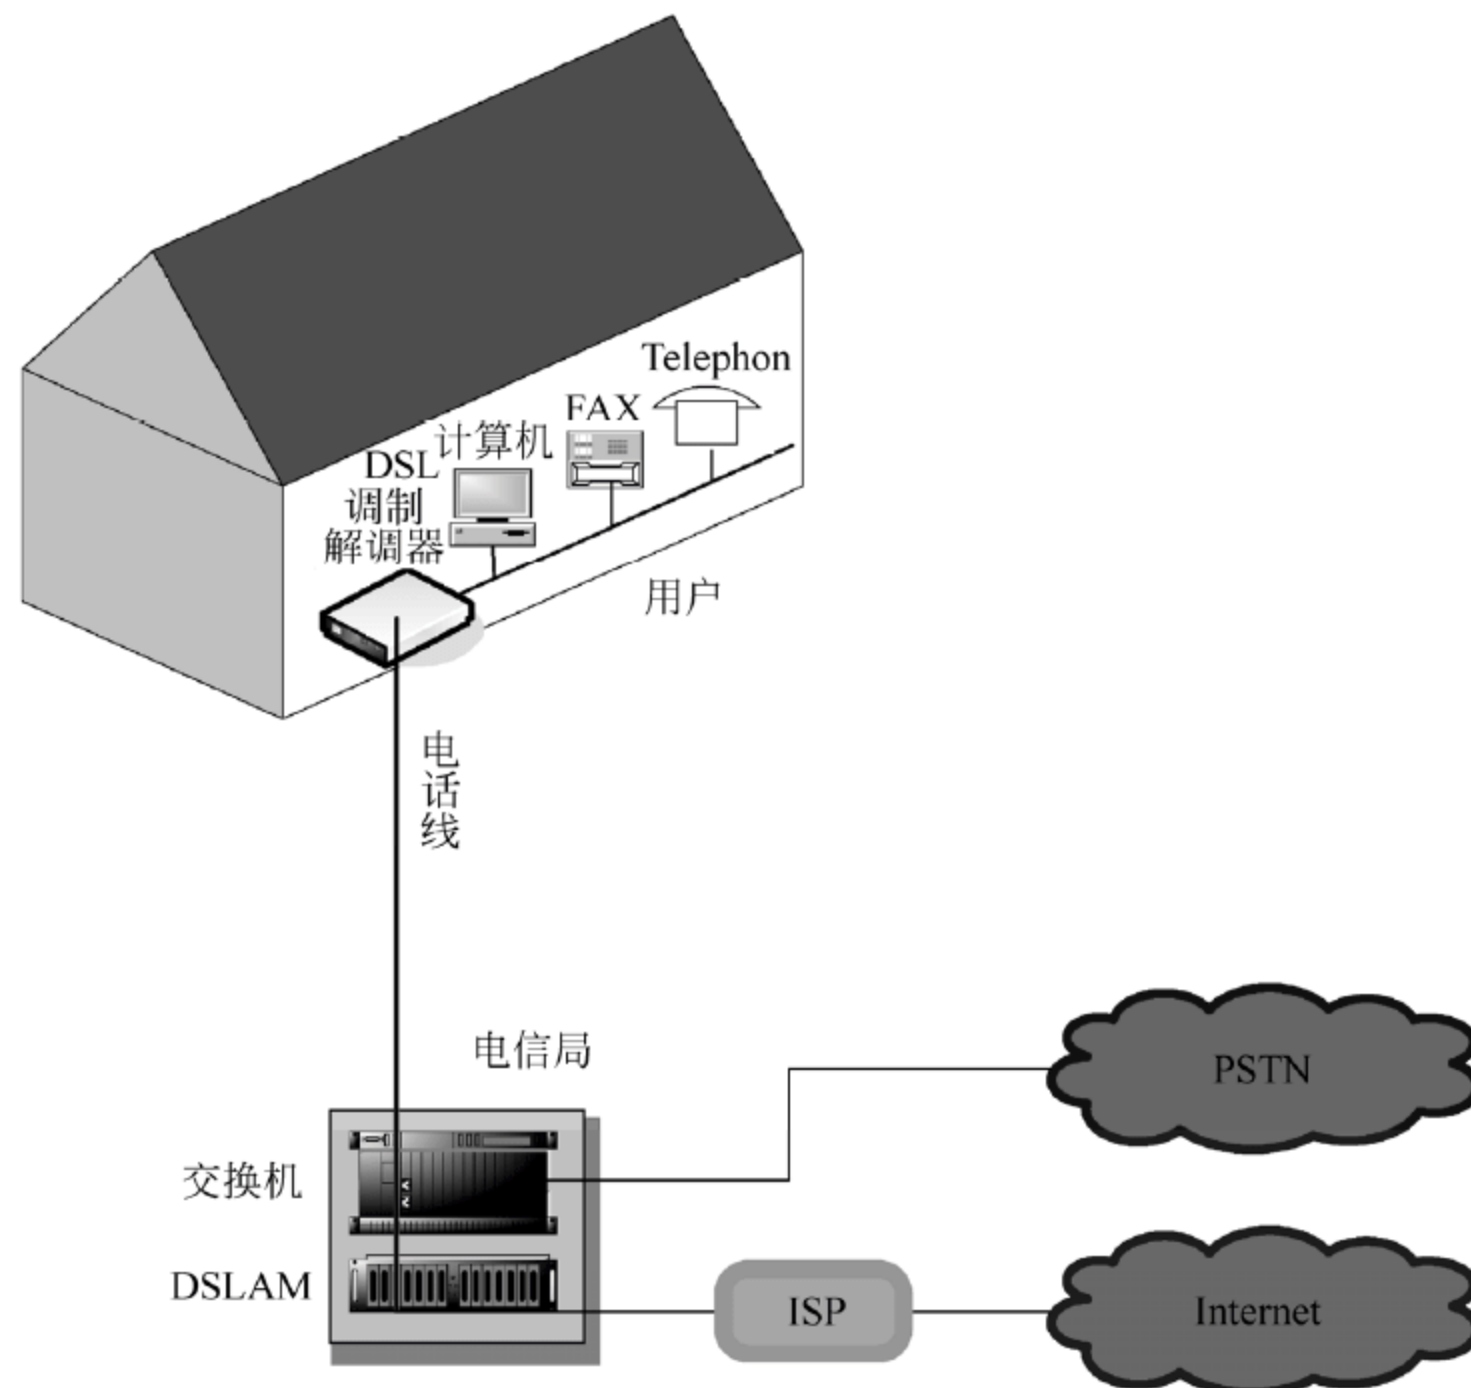 Telephon
FAX
计算机
DSL
调制
解调器
用户
电话线
电信局
PSTN
交换机
DSLAM
ISP
Internet